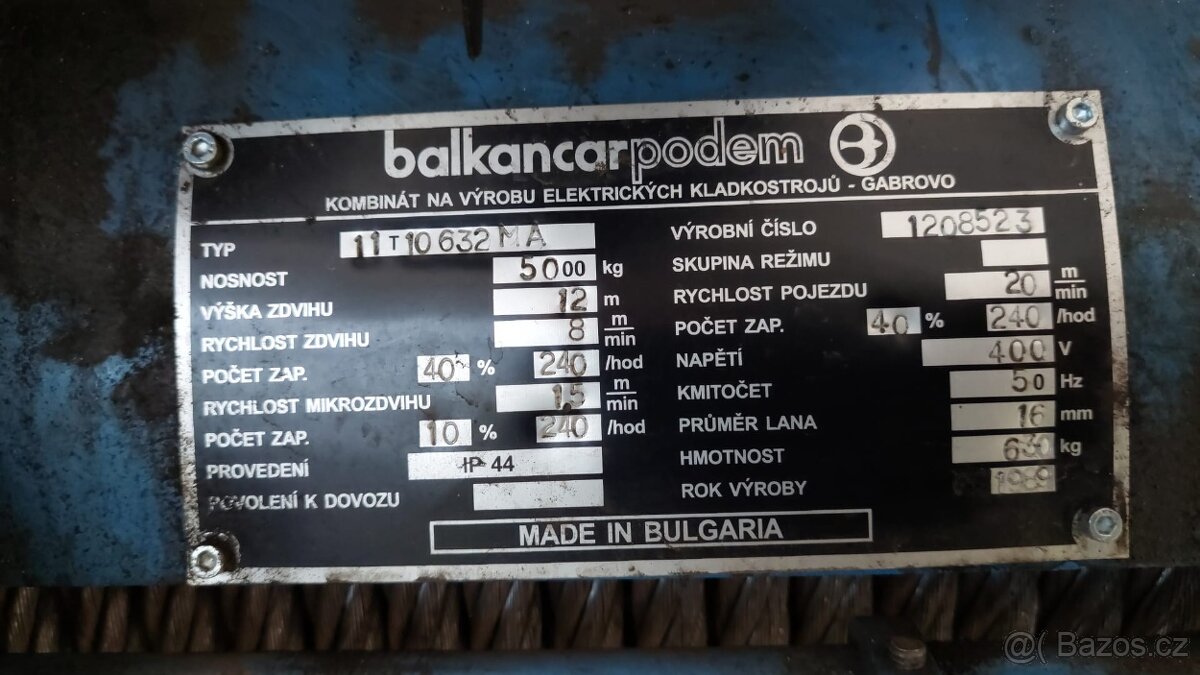 balkancarpodem
KOMBINÁT NA VÝROBU ELEKTRICKÝCH KLADKOSTROJŮ - GABROVO
TYP 11 T 10 632 M A
NOSNOST 5000 kg
VÝŠKA ZDVIHU 12 m
RYCHLOST ZDVIHU 8 m/min
POČET ZAP. 40 % 240 /hod
RYCHLOST MIKROZDVIHU 1,5 m/min
POČET ZAP. 10 % 240 /hod
PROVEDENÍ IP 44
POVOLENÍ K DOVOZU
VÝROBNÍ ČÍSLO 1208523
SKUPINA REŽIMU
RYCHLOST POJEZDU 20 m/min
POČET ZAP. 40 % 240 /hod
NAPĚTÍ 400 V
KMITOČET 50 Hz
PRŮMĚR LANA 16 mm
HMOTNOST 630 kg
ROK VÝROBY 1989
MADE IN BULGARIA
@( Bazos.cz